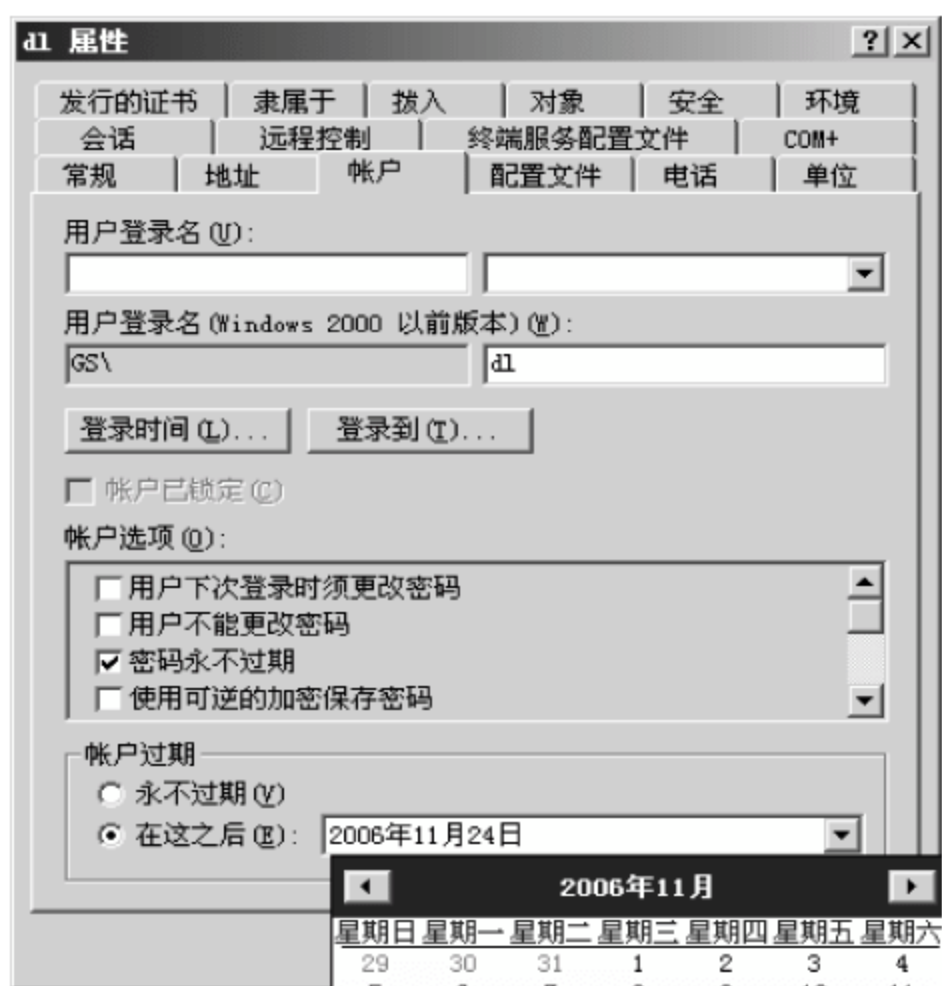 dl 属性
发行的证书 隶属于 拨入 对象 安全 环境
会话 远程控制 终端服务配置文件 COM+
常规 地址 帐户 配置文件 电话 单位
用户登录名(U):
用户登录名(Windows 2000 以前版本)(W):
GS\ dl
登录时间(L)... 登录到(T)...
帐户已锁定(C)
帐户选项(O):
用户下次登录时须更改密码
用户不能更改密码
密码永不过期
使用可逆的加密保存密码
帐户过期
永不过期(V)
在这之后(E): 2006年11月24日
2006年11月
星期日 星期一 星期二 星期三 星期四 星期五 星期六
29 30 31 1 2 3 4